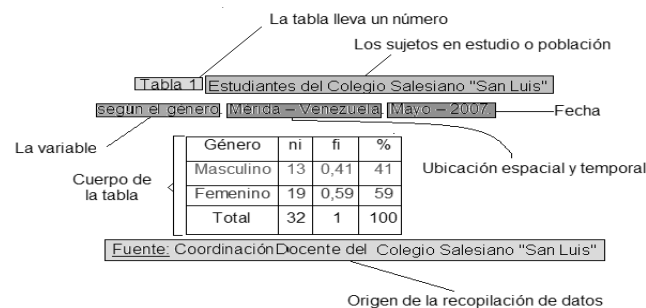 La tabla lleva un número
Los sujetos en estudio o población
Tabla 1 Estudiantes del Colegio Salesiano "San Luis"
según el género. Mérida – Venezuela Mayo – 2007. Fecha
La variable
Ubicación espacial y temporal
Cuerpo de
la tabla
Género ni fi %
Masculino 13 0,41 41
Femenino 19 0,59 59
Total 32 1 100
Fuente: Coordinación Docente del Colegio Salesiano "San Luis"
Origen de la recopilación de datos